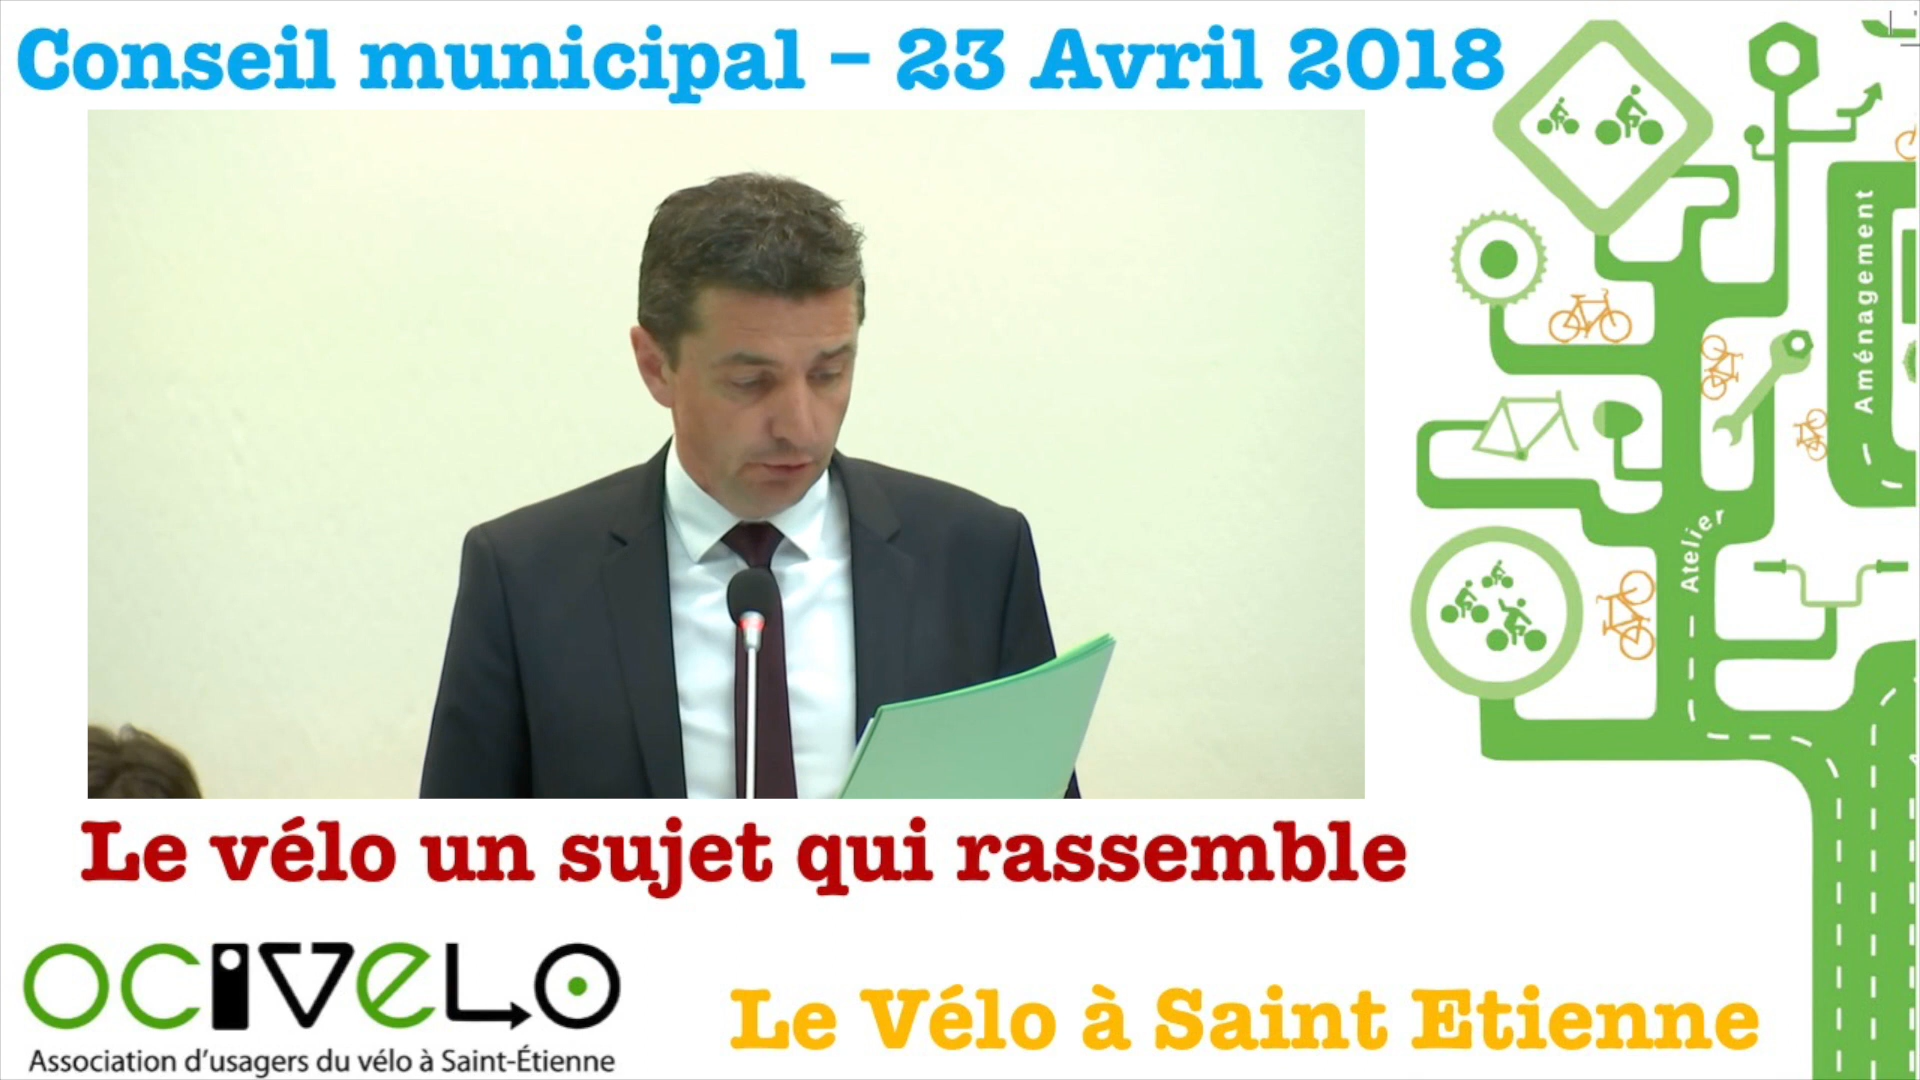 Conseil municipal – 23 Avril 2018
Aménagement
Atelier
Le vélo un sujet qui rassemble
OCIVELO
Association d'usagers du vélo à Saint-Étienne
Le Vélo à Saint Etienne